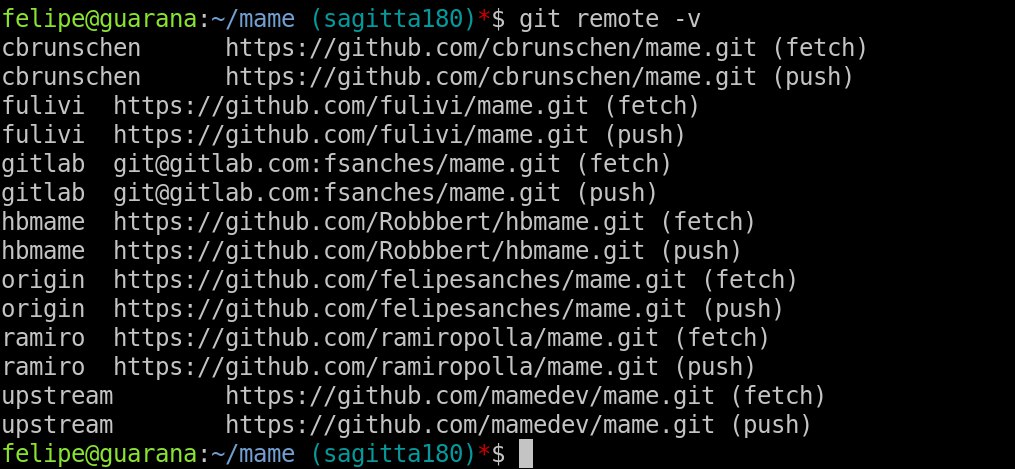 felipe@guarana:~/mame (sagitta180)*$ git remote -v
cbrunschen      https://github.com/cbrunschen/mame.git (fetch)
cbrunschen      https://github.com/cbrunschen/mame.git (push)
fulivi  https://github.com/fulivi/mame.git (fetch)
fulivi  https://github.com/fulivi/mame.git (push)
gitlab  git@gitlab.com:fsanches/mame.git (fetch)
gitlab  git@gitlab.com:fsanches/mame.git (push)
hbmame  https://github.com/Robbbert/hbmame.git (fetch)
hbmame  https://github.com/Robbbert/hbmame.git (push)
origin  https://github.com/felipesanches/mame.git (fetch)
origin  https://github.com/felipesanches/mame.git (push)
ramiro  https://github.com/ramiropolla/mame.git (fetch)
ramiro  https://github.com/ramiropolla/mame.git (push)
upstream        https://github.com/mamedev/mame.git (fetch)
upstream        https://github.com/mamedev/mame.git (push)
felipe@guarana:~/mame (sagitta180)*$